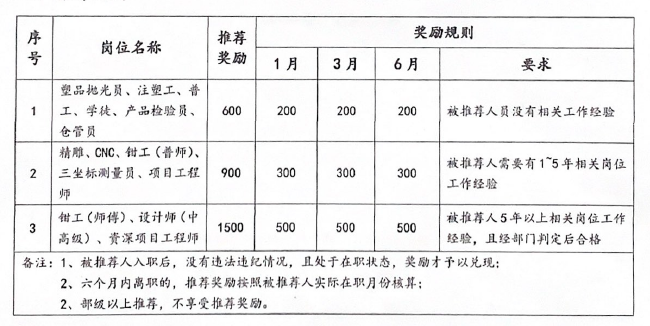 序号 岗位名称 推荐奖励 奖励规则
1月 3月 6月 要求
1 塑品抛光员、注塑工、普工、学徒、产品检验员、仓管员 600 200 200 200 被推荐人员没有相关工作经验
2 精雕、CNC、钳工（普师）、三坐标测量员、项目工程师 900 300 300 300 被推荐人需要有1~5年相关岗位工作经验
3 钳工（师傅）、设计师（中高级）、资深项目工程师 1500 500 500 500 被推荐人5年以上相关岗位工作经验，且经部门判定后合格
备注：1、被推荐人入职后，没有违法违纪情况，且处于在职状态，奖励才予以兑现；
2、六个月内离职的，推荐奖励按照被推荐人实际在职月份核算；
2、部级以上推荐，不享受推荐奖励。